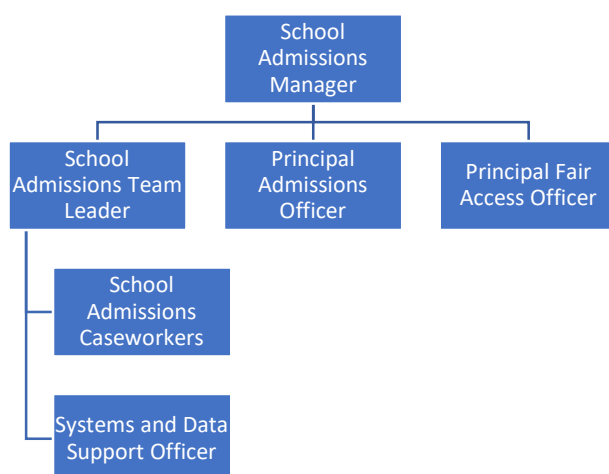 School
Admissions
Manager
School
Admissions Team
Leader
Principal
Admissions
Officer
Principal Fair
Access Officer
School
Admissions
Caseworkers
Systems and Data
Support Officer